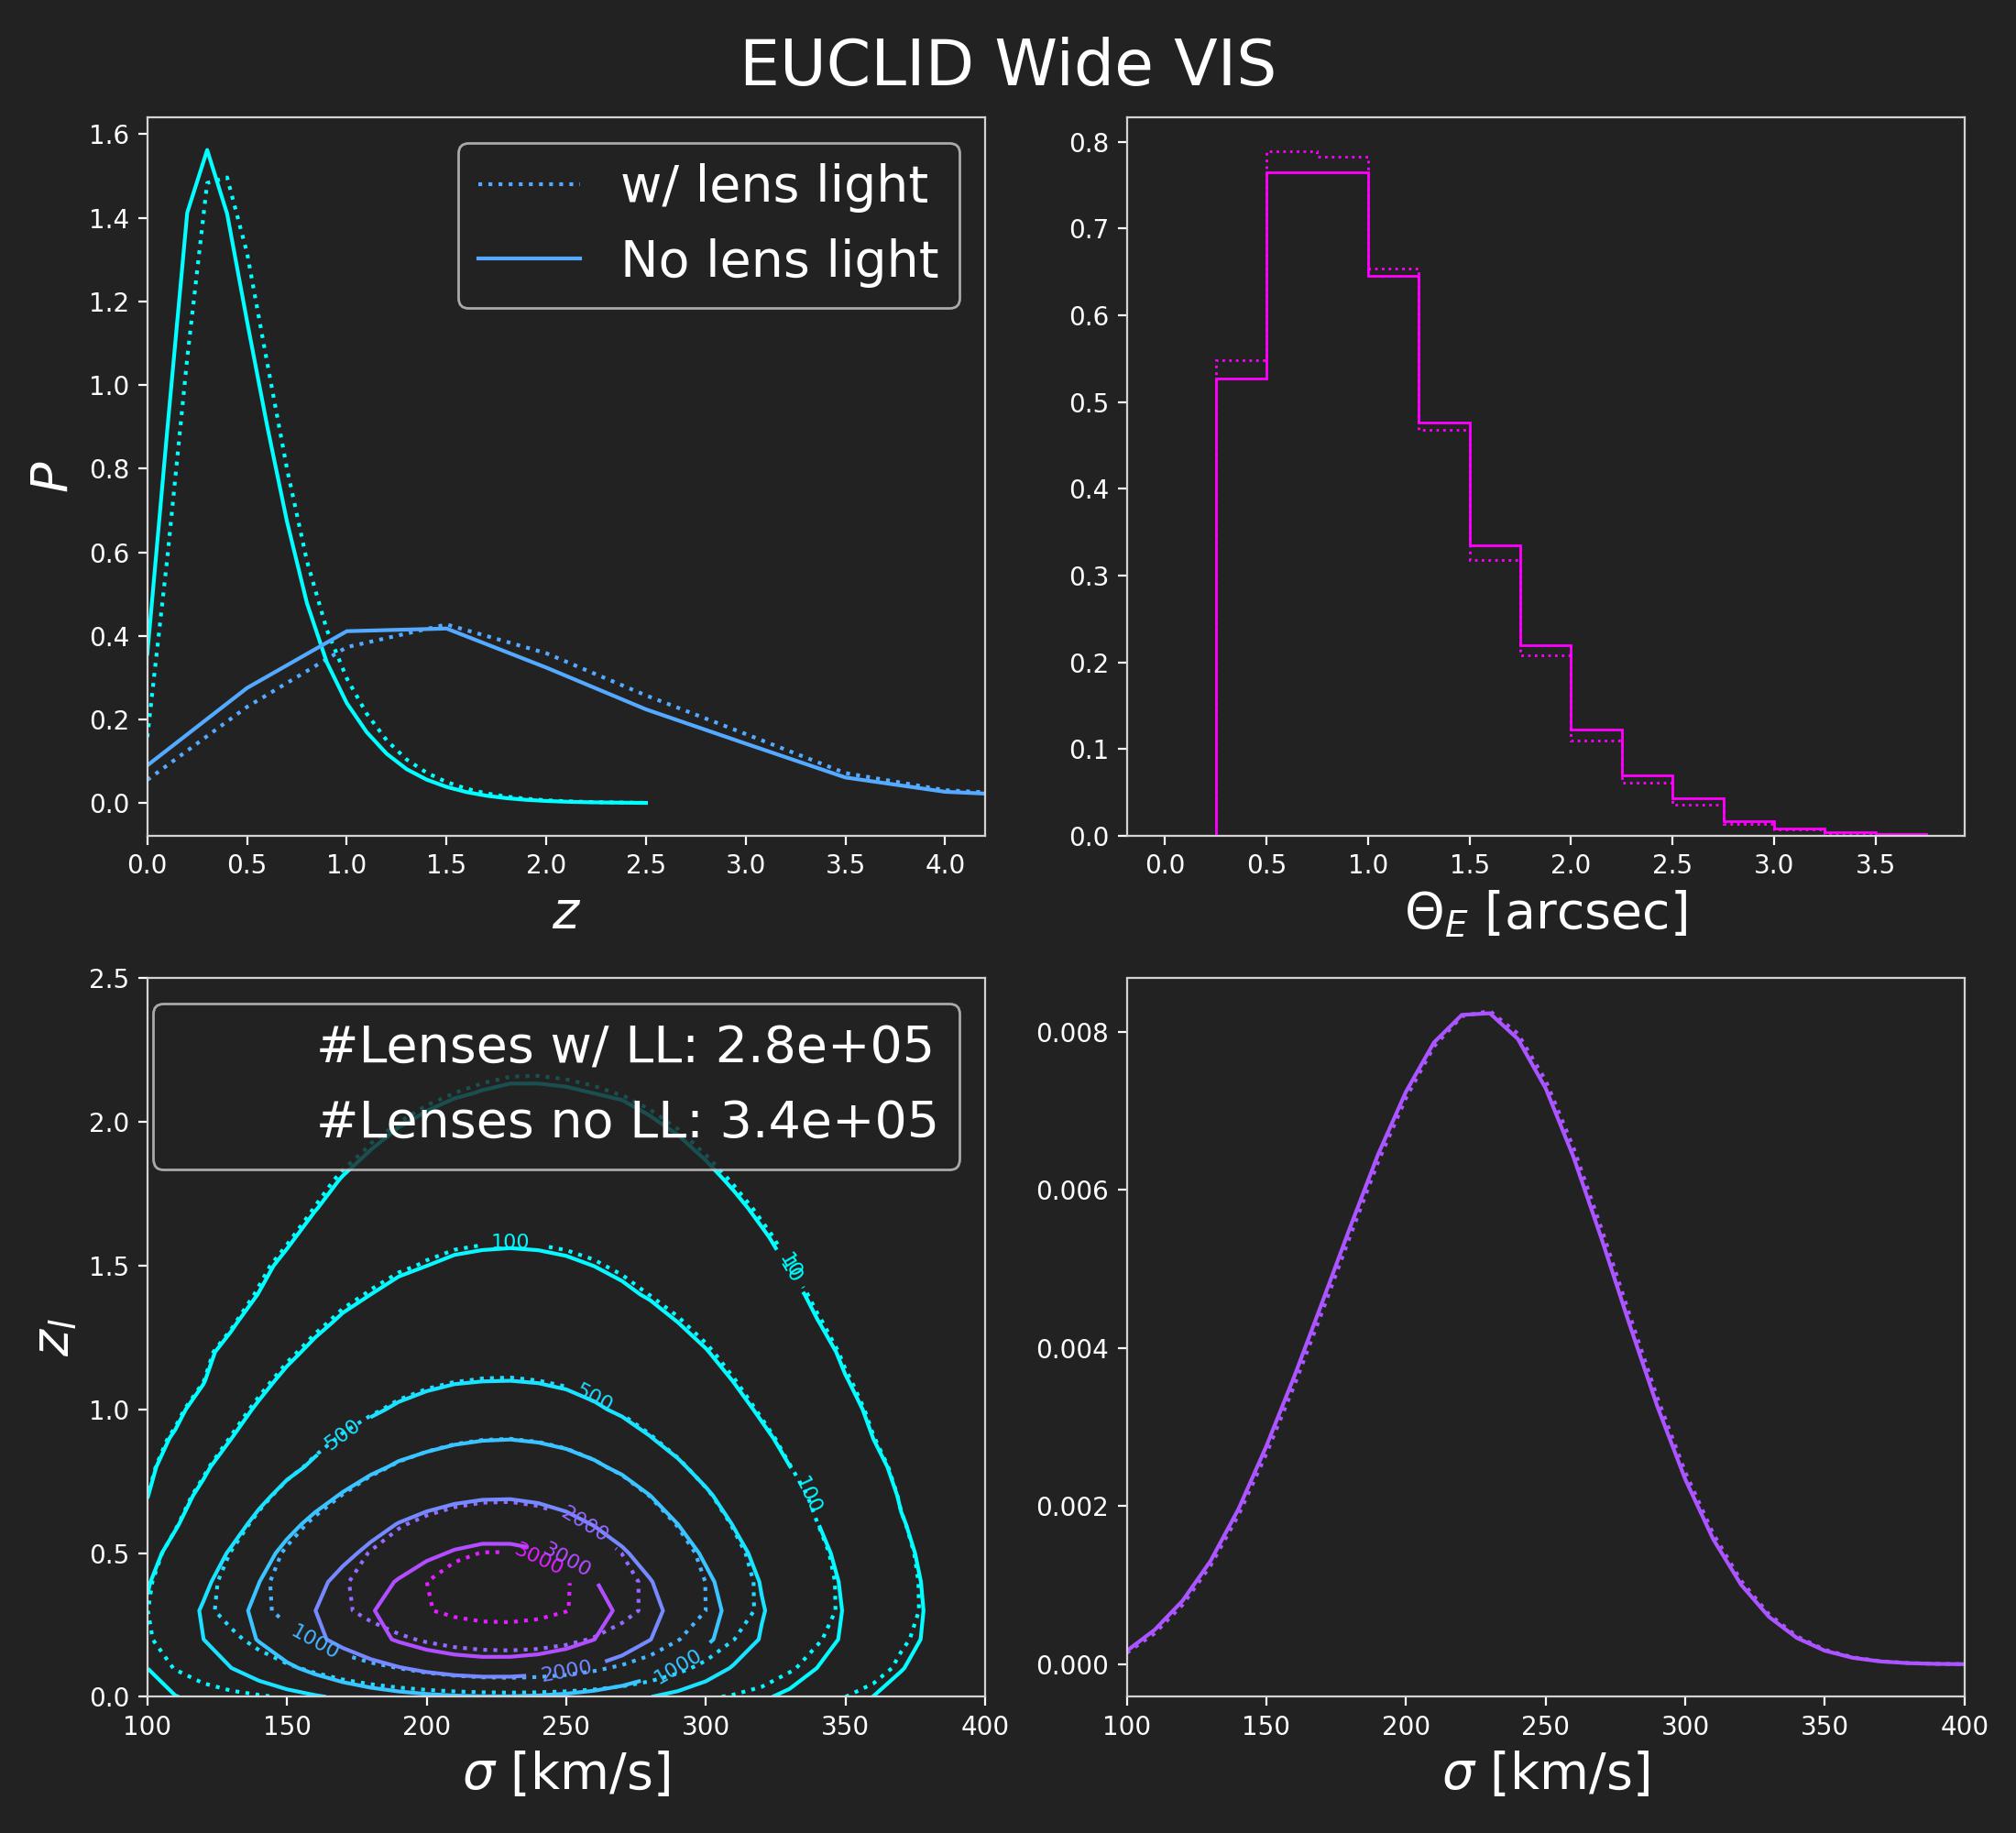 EUCLID Wide VIS
1.6
1.4
1.2
1.0
0.8
0.6
0.4
0.2
0.0
P
w/ lens light
No lens light
0.0 0.5 1.0 1.5 2.0 2.5 3.0 3.5 4.0
z
0.8
0.7
0.6
0.5
0.4
0.3
0.2
0.1
0.0
0.0 0.5 1.0 1.5 2.0 2.5 3.0 3.5
Θ_E [arcsec]
2.5
2.0
1.5
1.0
0.5
0.0
z_l
#Lenses w/ LL: 2.8e+05
#Lenses no LL: 3.4e+05
100
10
10
500
500
100
2000
3000
3000
1000
2000
1000
100 150 200 250 300 350 400
σ [km/s]
0.008
0.006
0.004
0.002
0.000
100 150 200 250 300 350 400
σ [km/s]